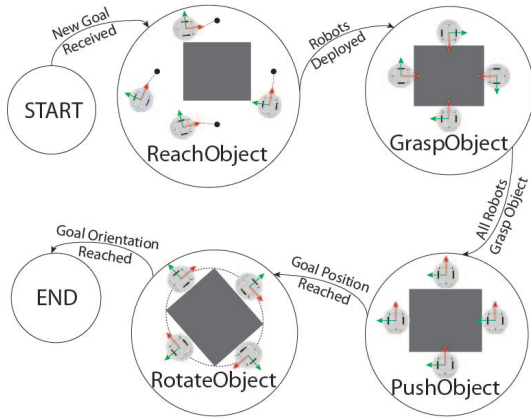 New Goal
Received
START
ReachObject
Robots
Deployed
GraspObject
All Robots
Grasp Object
PushObject
Goal Position
Reached
RotateObject
Goal Orientation
Reached
END